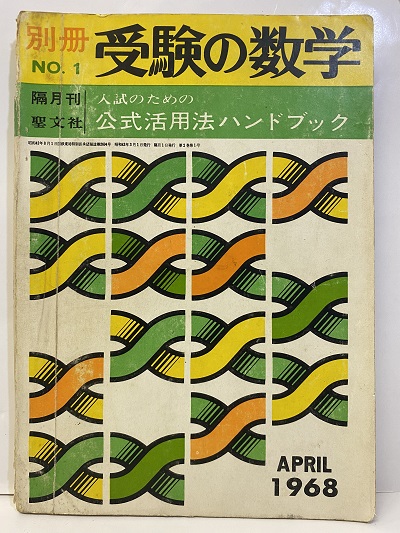 別冊
受験の数学
NO. 1
隔月刊
入試のための
聖文社
公式活用法ハンドブック
APRIL
1968